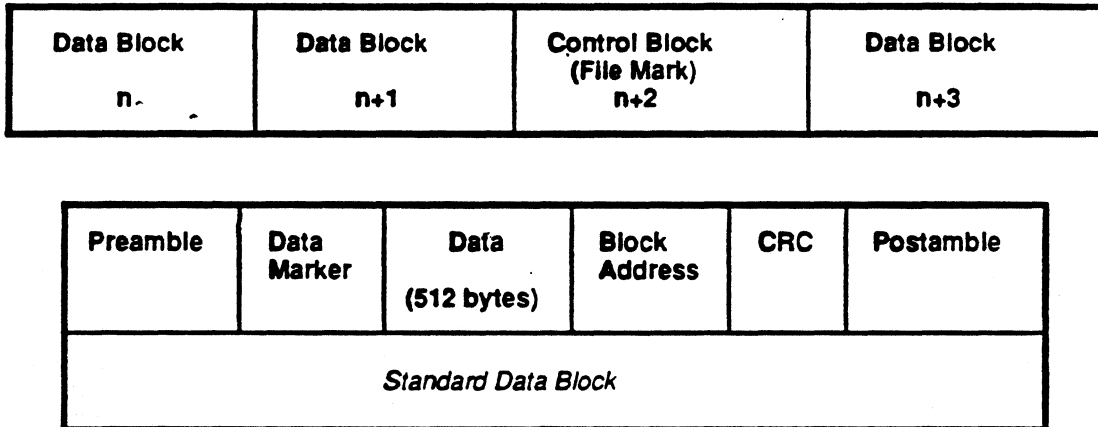 Data Block
n
Data Block
n+1
Control Block
(File Mark)
n+2
Data Block
n+3
Preamble
Data
Marker
Data
(512 bytes)
Block
Address
CRC
Postamble
Standard Data Block